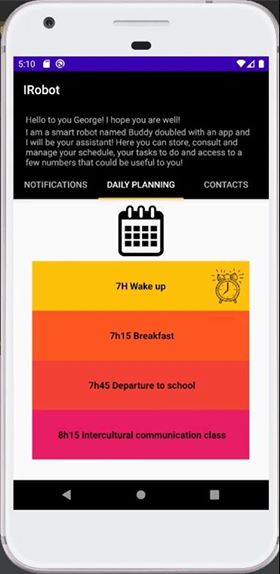 5:10
IRobot
Hello to you George! I hope you are well!
I am a smart robot named Buddy doubled with an app and
I will be your assistant! Here you can store, consult and
manage your schedule, your tasks to do and access to a
few numbers that could be useful to you!
NOTIFICATIONS DAILY PLANNING CONTACTS
7H Wake up
7h15 Breakfast
7h45 Departure to school
8h15 Intercultural communication class